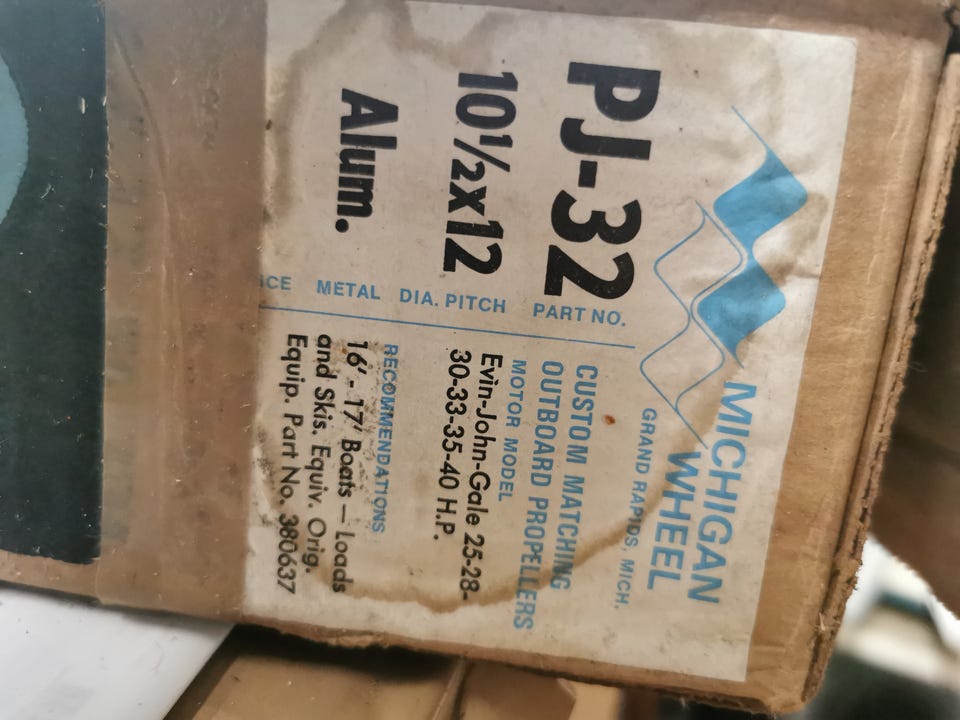 MICHIGAN
WHEEL
GRAND RAPIDS, MICH.
PJ-32
PART NO.
10½x12
DIA. PITCH
Alum.
METAL
CUSTOM MATCHING
OUTBOARD PROPELLERS
MOTOR MODEL
Evin-John-Gale 25-28-
30-33-35-40 H.P.
RECOMMENDATIONS
16' - 17' Boats — Loads
and Skis. Equiv. Orig.
Equip. Part No. 380637